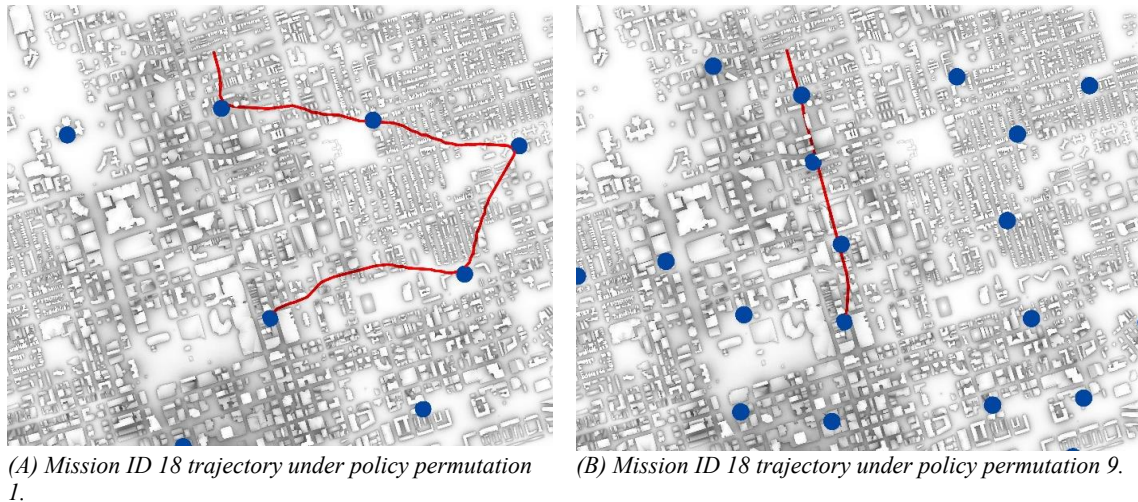 (A) Mission ID 18 trajectory under policy permutation
1.
(B) Mission ID 18 trajectory under policy permutation 9.